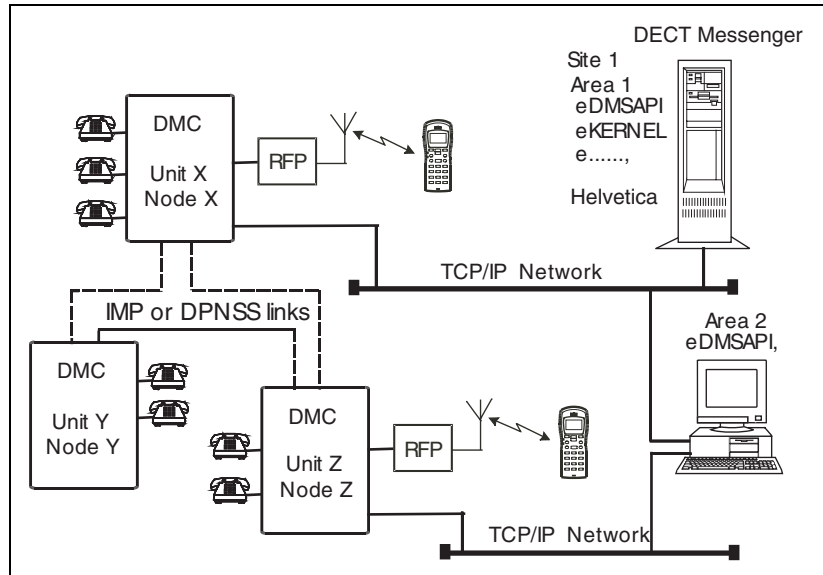 DECT Messenger
Site 1
Area 1
eDMSAPI
eKERNEL
e......,
Helvetica
DMC
Unit X
Node X
RFP
TCP/IP Network
IMP or DPNSS links
Area 2
eDMSAPI,
DMC
Unit Y
Node Y
DMC
Unit Z
Node Z
RFP
TCP/IP Network